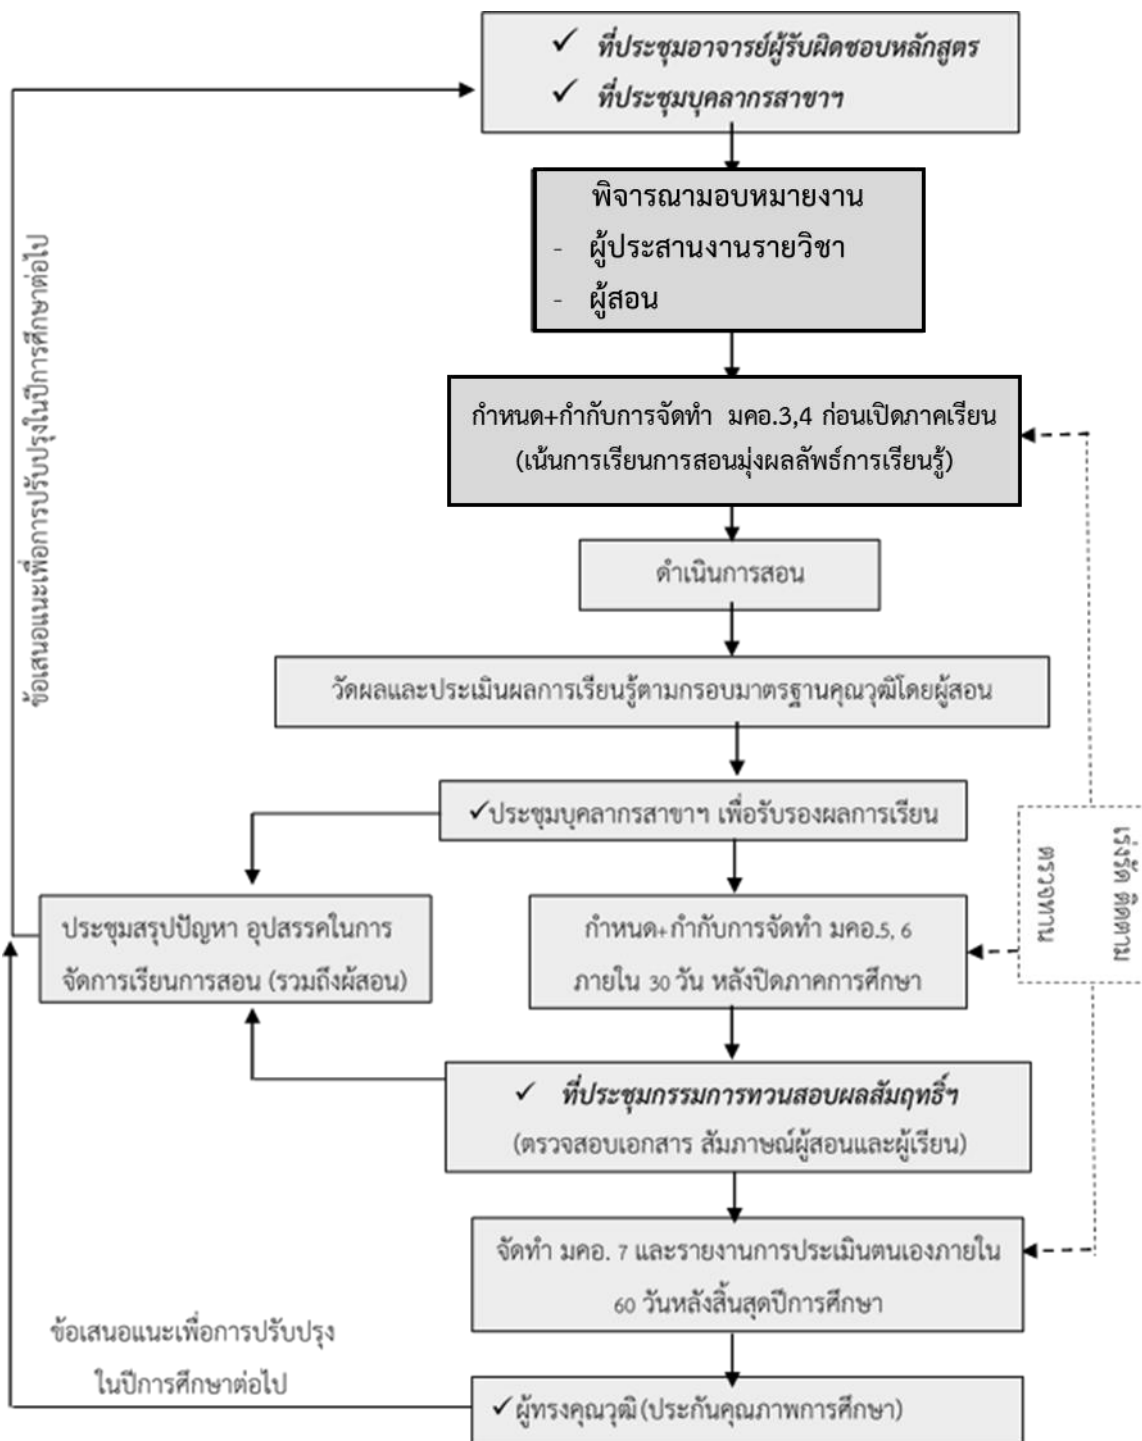 ✓ ที่ประชุมอาจารย์ผู้รับผิดชอบหลักสูตร
✓ ที่ประชุมบุคลากรสาขาฯ
พิจารณามอบหมายงาน
- ผู้ประสานงานรายวิชา
- ผู้สอน
กำหนด+กำกับการจัดทำ มคอ.3,4 ก่อนเปิดภาคเรียน
(เน้นการเรียนการสอนมุ่งผลลัพธ์การเรียนรู้)
ดำเนินการสอน
วัดผลและประเมินผลการเรียนรู้ตามกรอบมาตรฐานคุณวุฒิโดยผู้สอน
✓ประชุมบุคลากรสาขาฯ เพื่อรับรองผลการเรียน
ประชุมสรุปปัญหา อุปสรรคในการ
จัดการเรียนการสอน (รวมถึงผู้สอน)
กำหนด+กำกับการจัดทำ มคอ.5, 6
ภายใน 30 วัน หลังปิดภาคการศึกษา
เร่งรัด ติดตาม
ตรวจทาน
✓ ที่ประชุมกรรมการทวนสอบผลสัมฤทธิ์ฯ
(ตรวจสอบเอกสาร สัมภาษณ์ผู้สอนและผู้เรียน)
จัดทำ มคอ. 7 และรายงานการประเมินตนเองภายใน
60 วันหลังสิ้นสุดปีการศึกษา
✓ผู้ทรงคุณวุฒิ(ประกันคุณภาพการศึกษา)
ข้อเสนอแนะเพื่อการปรับปรุง
ในปีการศึกษาต่อไป
ข้อเสนอแนะเพื่อการปรับปรุงในปีการศึกษาต่อไป